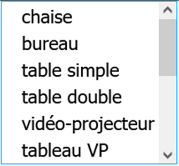 chaise
bureau
table simple
table double
vidéo-projecteur
tableau VP